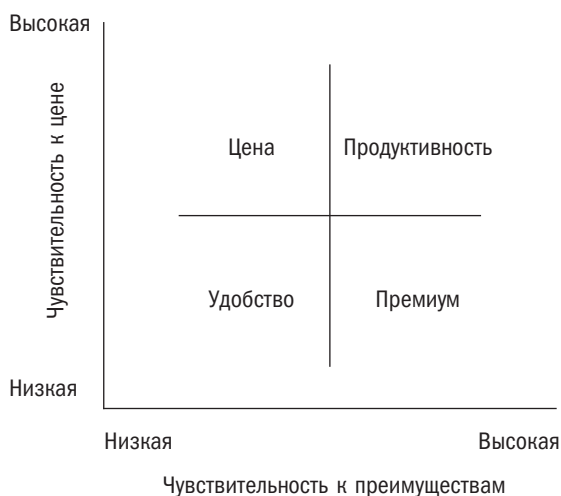 Высокая
Чувствительность к цене
Цена
Продуктивность
Удобство
Премиум
Низкая
Низкая
Высокая
Чувствительность к преимуществам